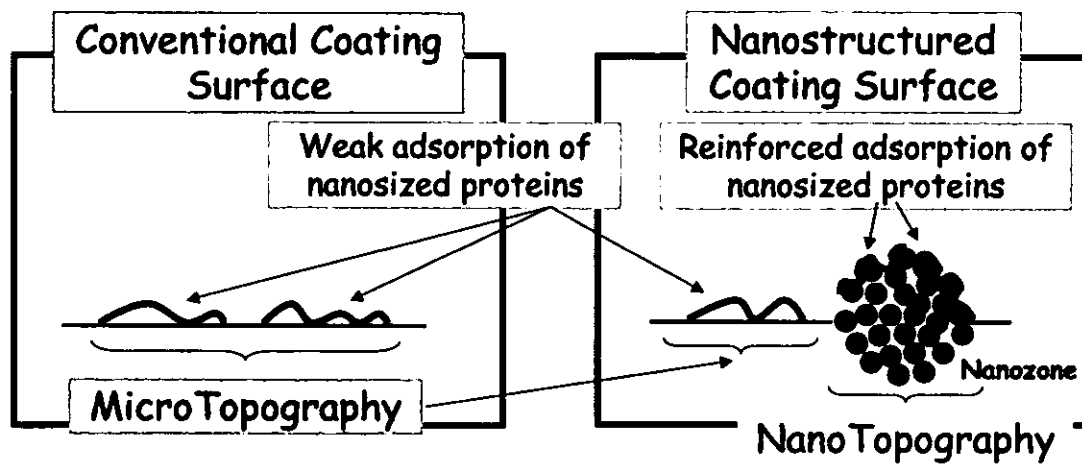 Conventional Coating
Surface
Nanostructured
Coating Surface
Weak adsorption of
nanosized proteins
Reinforced adsorption of
nanosized proteins
Nanozone
MicroTopography
NanoTopography